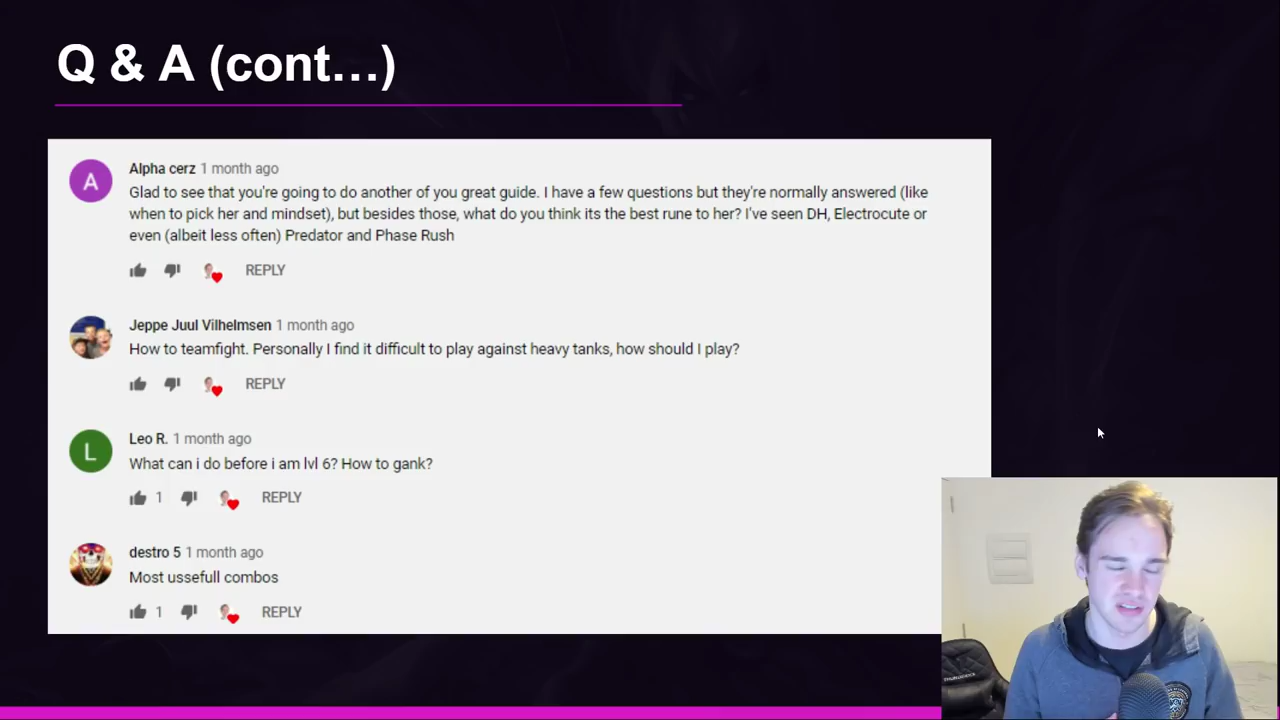 Q & A (cont...)
A
Alpha cerz 1 month ago
Glad to see that you're going to do another of you great guide. I have a few questions but they're normally answered (like
when to pick her and mindset), but besides those, what do you think its the best rune to her? I've seen DH, Electrocute or
even (albeit less often) Predator and Phase Rush
REPLY
Jeppe Juul Vilhelmsen 1 month ago
How to teamfight. Personally I find it difficult to play against heavy tanks, how should I play?
REPLY
L
Leo R. 1 month ago
What can i do before i am lvl 6? How to gank?
1 REPLY
destro 5 1 month ago
Most ussefull combos
1 REPLY